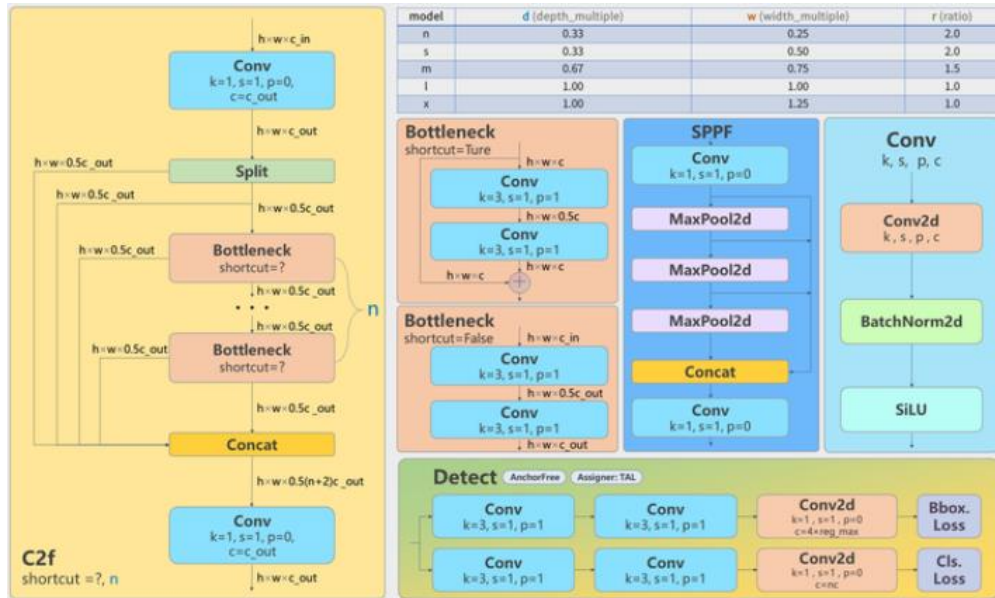 h×w×c_in
Conv
k=1, s=1, p=0,
c=c_out
h×w×c_out
h×w×0.5c_out
Split
h×w×0.5c_out
h×w×0.5c_out
h×w×0.5c_out
Bottleneck
shortcut=?
h×w×0.5c_out
• • •
n
h×w×0.5c_out
h×w×0.5c_out
Bottleneck
shortcut=?
h×w×0.5c_out
Concat
h×w×0.5(n+2)c_out
Conv
k=1, s=1, p=0,
c=c_out
C2f
shortcut =?, n
h×w×c_out
model d (depth_multiple) w (width_multiple) r (ratio)
n 0.33 0.25 2.0
s 0.33 0.50 2.0
m 0.67 0.75 1.5
l 1.00 1.00 1.0
x 1.00 1.25 1.0
Bottleneck
shortcut=Ture
h×w×c
Conv
k=3, s=1, p=1
h×w×0.5c
Conv
k=3, s=1, p=1
h×w×c
h×w×c
+
Bottleneck
shortcut=False
h×w×c_in
Conv
k=3, s=1, p=1
h×w×0.5c_out
Conv
k=3, s=1, p=1
h×w×c_out
SPPF
Conv
k=1, s=1, p=0
MaxPool2d
MaxPool2d
MaxPool2d
Concat
Conv
k=1, s=1, p=0
Conv
k, s, p, c
Conv2d
k, s, p, c
BatchNorm2d
SiLU
Detect AnchorFree Assigner: TAL
Conv
k=3, s=1, p=1
Conv
k=3, s=1, p=1
Conv2d
k=1, s=1, p=0
c=4×reg_max
Bbox.
Loss
Conv
k=3, s=1, p=1
Conv
k=3, s=1, p=1
Conv2d
k=1, s=1, p=0
c=nc
Cls.
Loss